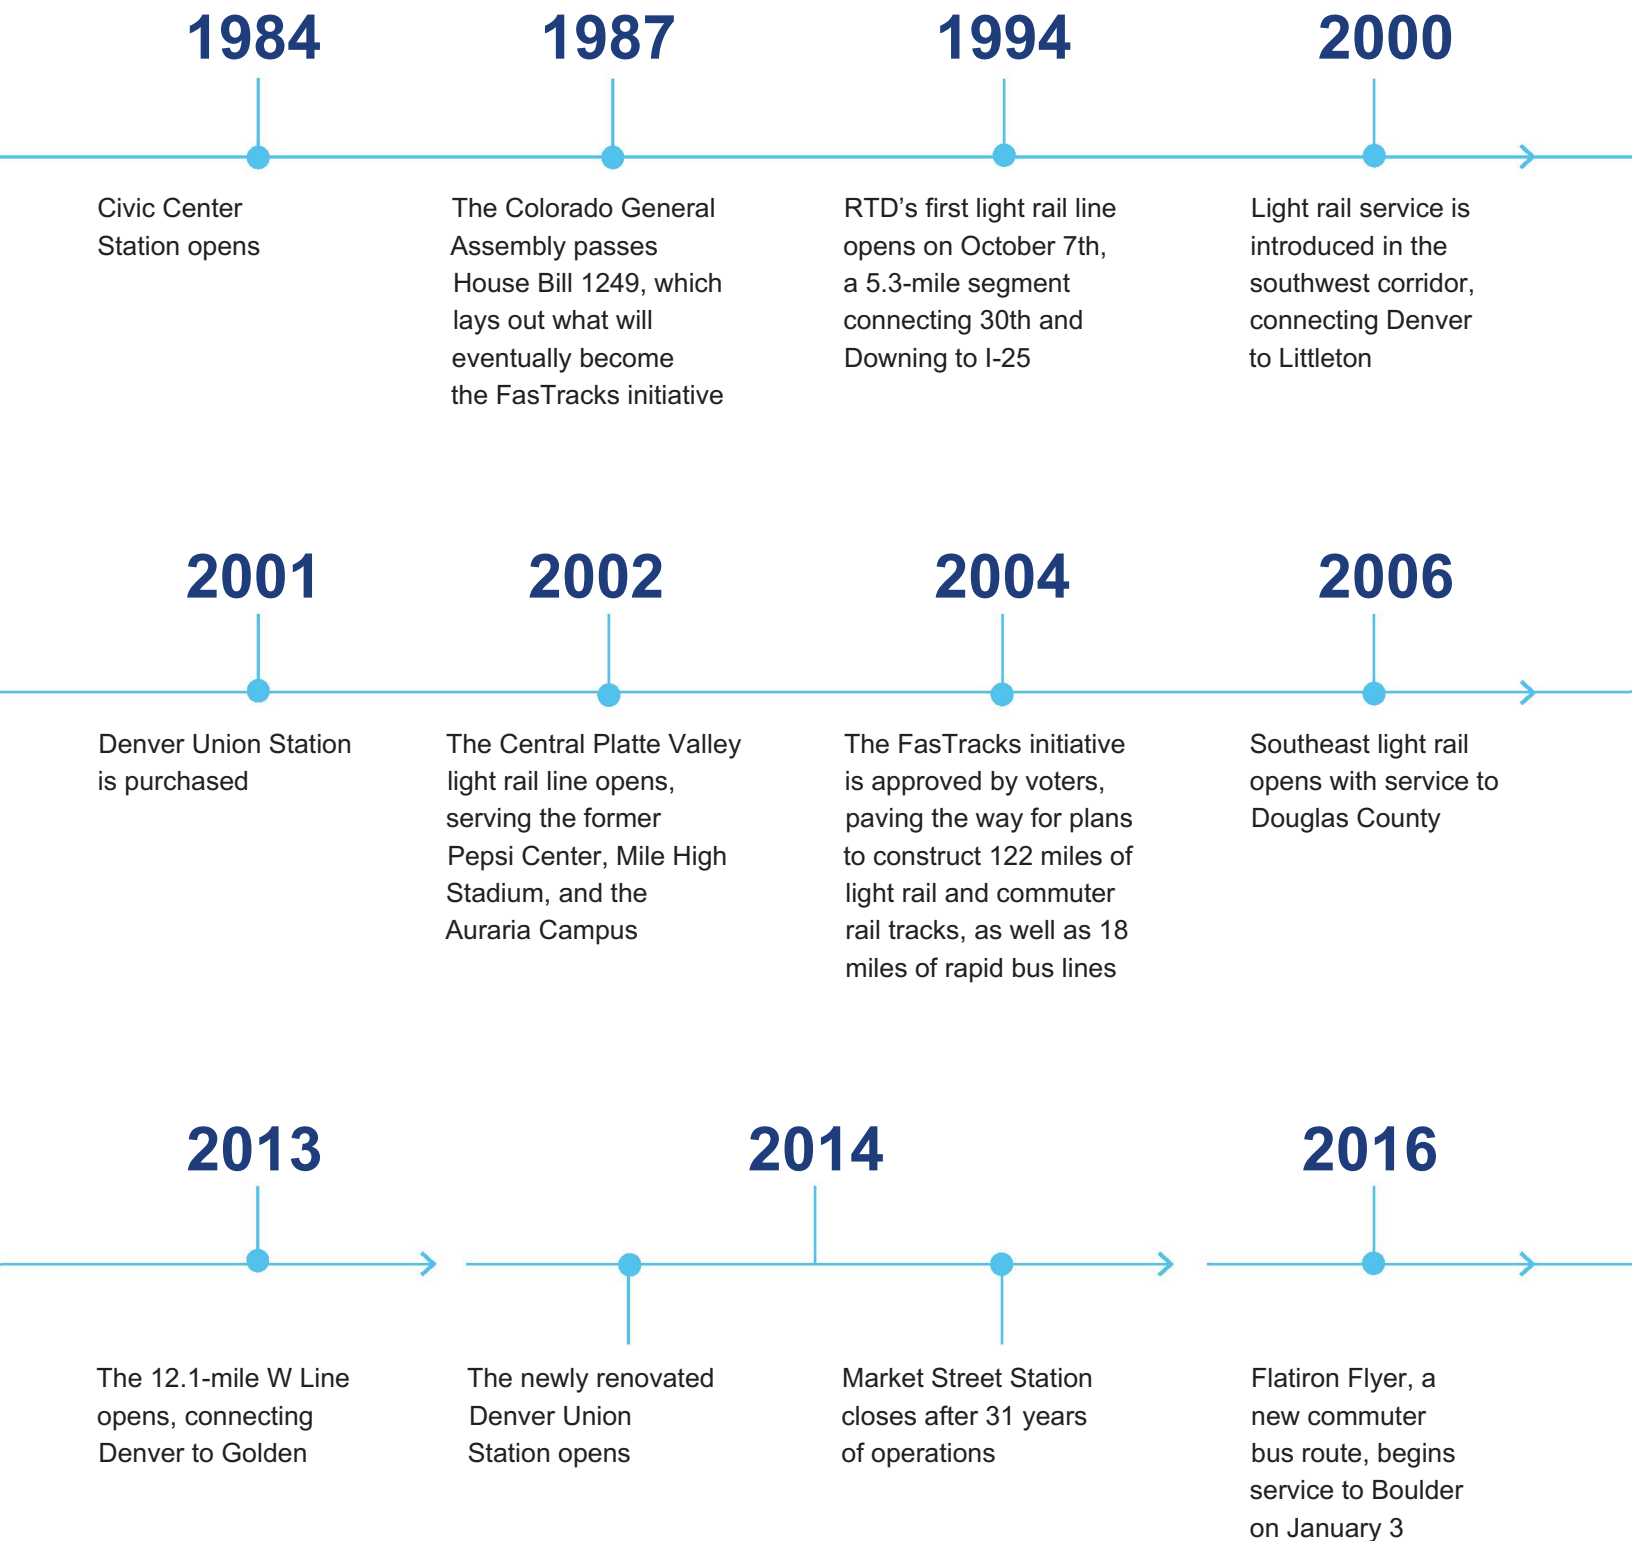 1984
Civic Center
Station opens
1987
The Colorado General
Assembly passes
House Bill 1249, which
lays out what will
eventually become
the FasTracks initiative
1994
RTD’s first light rail line
opens on October 7th,
a 5.3-mile segment
connecting 30th and
Downing to I-25
2000
Light rail service is
introduced in the
southwest corridor,
connecting Denver
to Littleton
2001
Denver Union Station
is purchased
2002
The Central Platte Valley
light rail line opens,
serving the former
Pepsi Center, Mile High
Stadium, and the
Auraria Campus
2004
The FasTracks initiative
is approved by voters,
paving the way for plans
to construct 122 miles of
light rail and commuter
rail tracks, as well as 18
miles of rapid bus lines
2006
Southeast light rail
opens with service to
Douglas County
2013
The 12.1-mile W Line
opens, connecting
Denver to Golden
2014
The newly renovated
Denver Union
Station opens
Market Street Station
closes after 31 years
of operations
2016
Flatiron Flyer, a
new commuter
bus route, begins
service to Boulder
on January 3